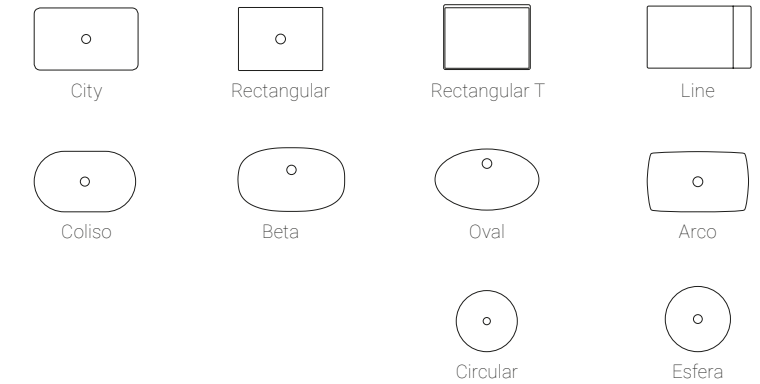 City
Rectangular
Rectangular T
Line
Coliso
Beta
Oval
Arco
Circular
Esfera